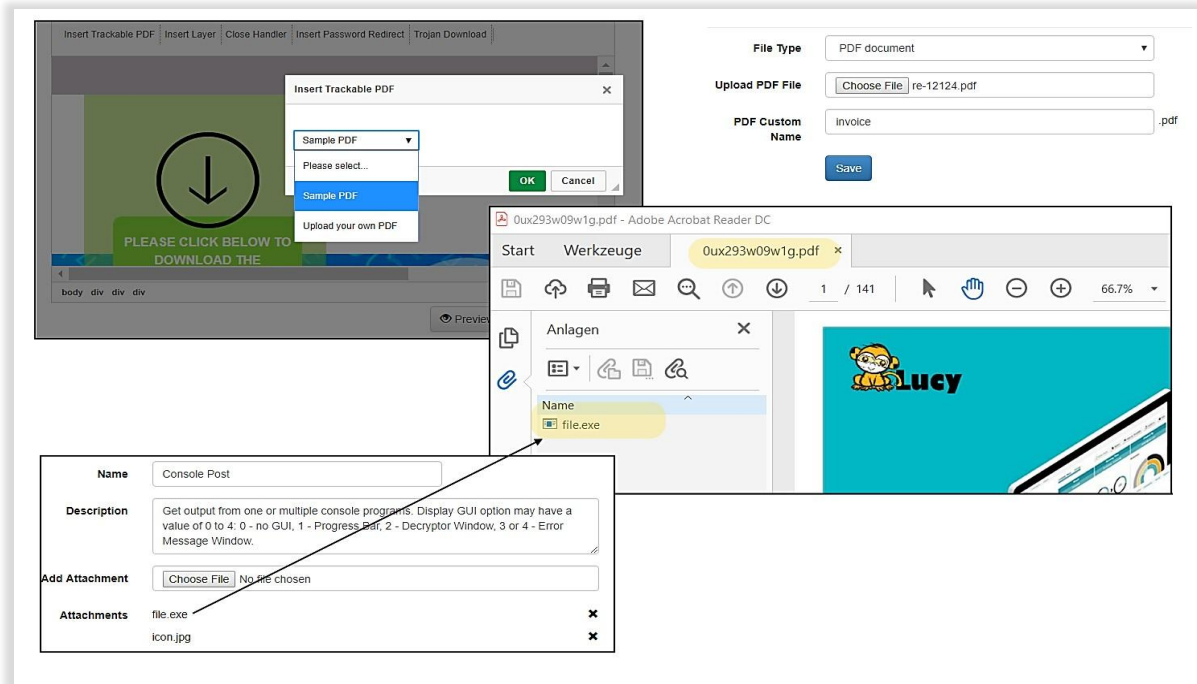 Insert Trackable PDF Insert Layer Close Handler Insert Password Redirect Trojan Download
Insert Trackable PDF
Sample PDF
Please select...
Sample PDF
Upload your own PDF
OK Cancel
PLEASE CLICK BELOW TO
DOWNLOAD THE
body div div div
Preview
File Type PDF document
Upload PDF File Choose File re-12124.pdf
PDF Custom
Name
invoice .pdf
Save
0ux293w09w1g.pdf - Adobe Acrobat Reader DC
Start Werkzeuge 0ux293w09w1g.pdf ×
1 / 141 66.7%
Anlagen
Name
file.exe
Lucy
Name Console Post
Description Get output from one or multiple console programs. Display GUI option may have a
value of 0 to 4: 0 - no GUI, 1 - Progress Bar, 2 - Decryptor Window, 3 or 4 - Error
Message Window.
Add Attachment Choose File No file chosen
Attachments file.exe
icon.jpg